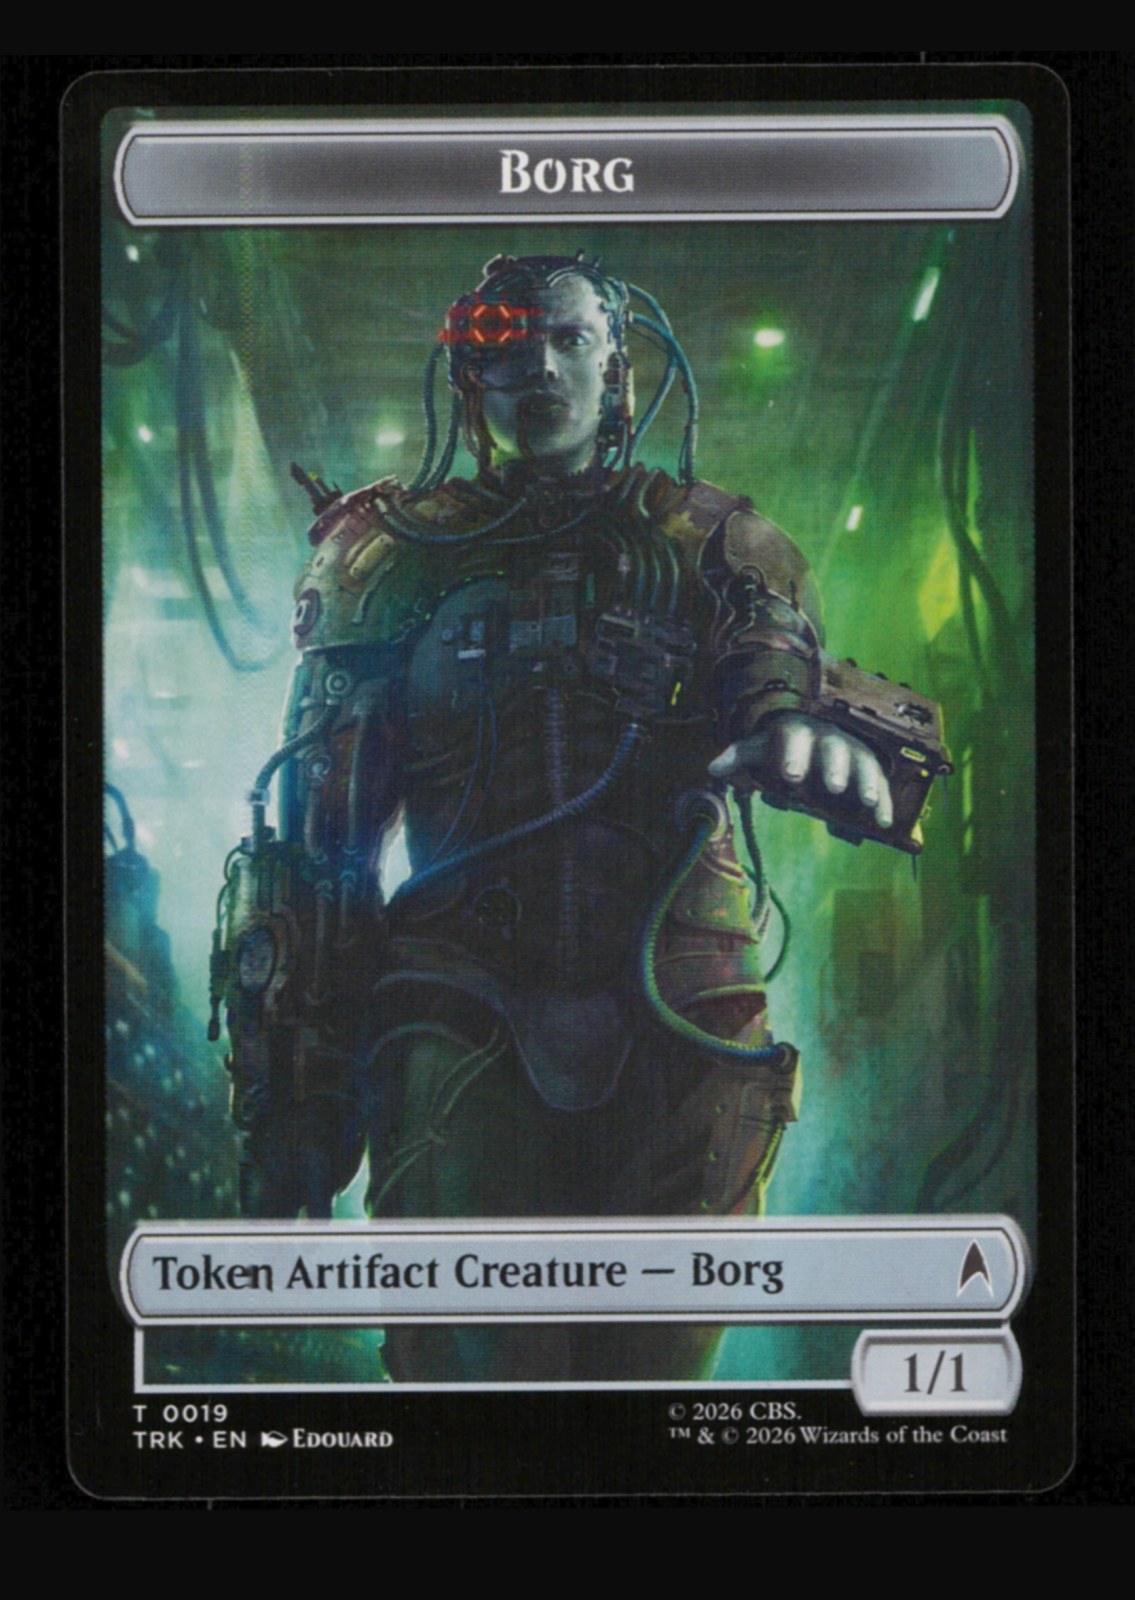 Borg
Token Artifact Creature — Borg
1/1
T 0019
TRK • EN EDOUARD
© 2026 CBS.
™ & © 2026 Wizards of the Coast